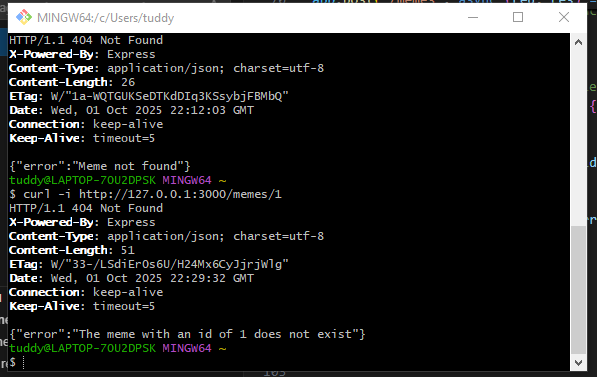 MINGW64:/c/Users/tuddy
HTTP/1.1 404 Not Found
X-Powered-By: Express
Content-Type: application/json; charset=utf-8
Content-Length: 26
ETag: W/"1a-WQTGUKSeDTKdDIq3KSsybjFBMbQ"
Date: Wed, 01 Oct 2025 22:12:03 GMT
Connection: keep-alive
Keep-Alive: timeout=5
{"error":"Meme not found"}
tuddy@LAPTOP-7OU2DPSK MINGW64 ~
$ curl -i http://127.0.0.1:3000/memes/1
HTTP/1.1 404 Not Found
X-Powered-By: Express
Content-Type: application/json; charset=utf-8
Content-Length: 51
ETag: W/"33-/LSdiErOs6U/H24Mx6CyJjrjWlg"
Date: Wed, 01 Oct 2025 22:29:32 GMT
Connection: keep-alive
Keep-Alive: timeout=5
{"error":"The meme with an id of 1 does not exist"}
tuddy@LAPTOP-7OU2DPSK MINGW64 ~
$